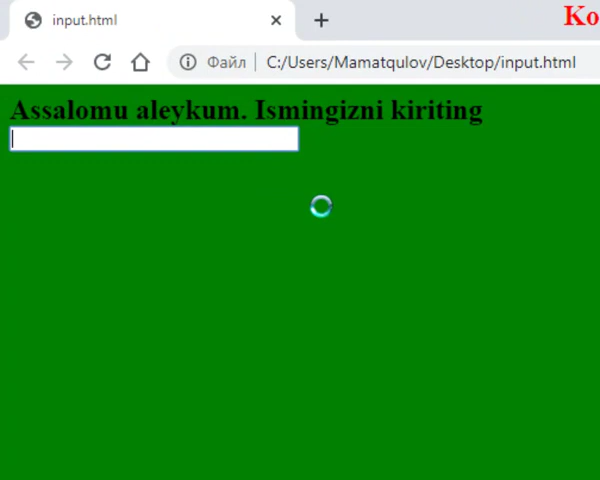 input.html
Ko
Файл
C:/Users/Mamatqulov/Desktop/input.html
Assalomu aleykum. Ismingizni kiriting